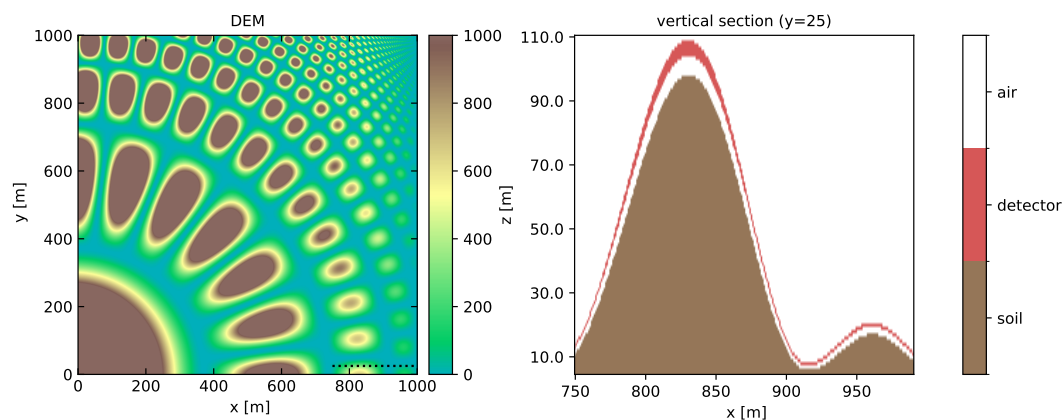 DEM
1000
800
600
400
200
0
y [m]
0 200 400 600 800 1000
x [m]
1000
800
600
400
200
0
vertical section (y=25)
110.0
90.0
70.0
50.0
30.0
10.0
z [m]
750 800 850 900 950
x [m]
air
detector
soil